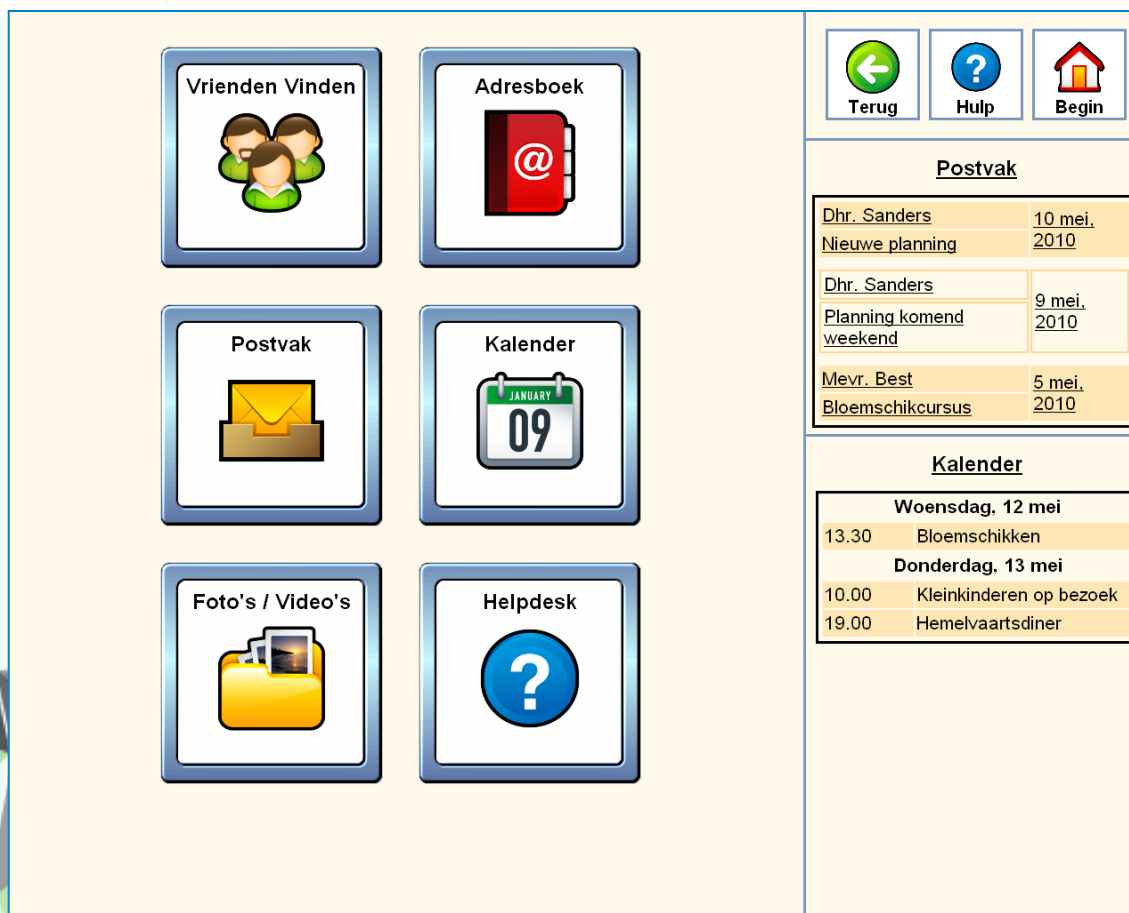 Vrienden Vinden
Adresboek
@
Postvak
Kalender
JANUARY
09
Foto's / Video's
Helpdesk
?
Terug
?
Hulp
Begin
Postvak
Dhr. Sanders
Nieuwe planning
10 mei,
2010
Dhr. Sanders
Planning komend
weekend
9 mei,
2010
Mevr. Best
Bloemschikcursus
5 mei,
2010
Kalender
Woensdag, 12 mei
13.30 Bloemschikken
Donderdag, 13 mei
10.00 Kleinkinderen op bezoek
19.00 Hemelvaartsdiner